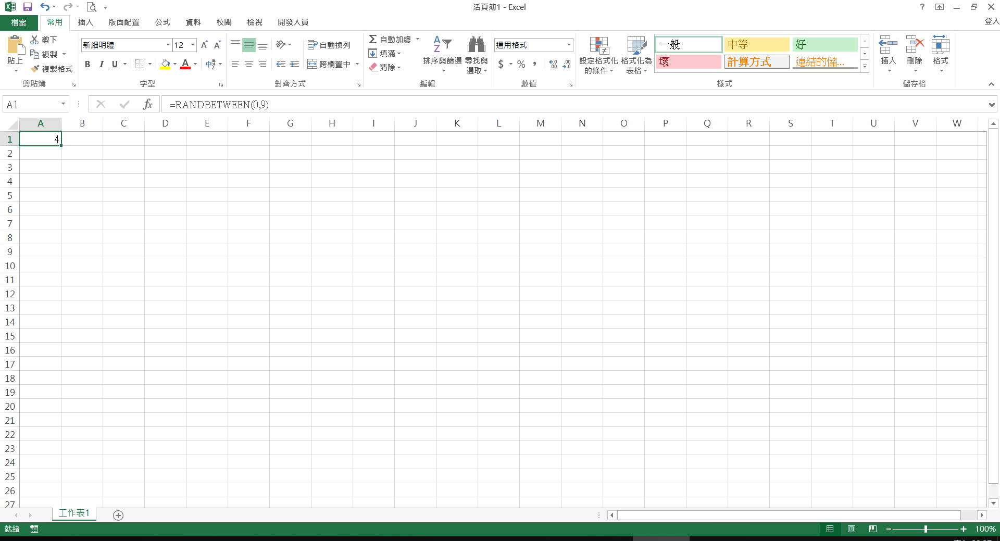 活頁簿1 - Excel
?
登入
檔案 常用 插入 版面配置 公式 資料 校閱 檢視 開發人員
貼上
剪下
複製
複製格式
剪貼簿
新細明體 12 A A
B I U A 中
字型
自動換列
跨欄置中
對齊方式
Σ 自動加總
填滿
清除
A
Z
排序與篩選
尋找與
選取
編輯
通用格式
$ % , .0 .00 .00 .0
數值
設定格式化
的條件
格式化為
表格
一般 中等 好
壞 計算方式 連結的儲...
樣式
插入 刪除 格式
儲存格
A1 fx =RANDBETWEEN(0,9)
A B C D E F G H I J K L M N O P Q R S T U V W
1 4
2
3
4
5
6
7
8
9
10
11
12
13
14
15
16
17
18
19
20
21
22
23
24
25
26
27
工作表1
就緒 100%